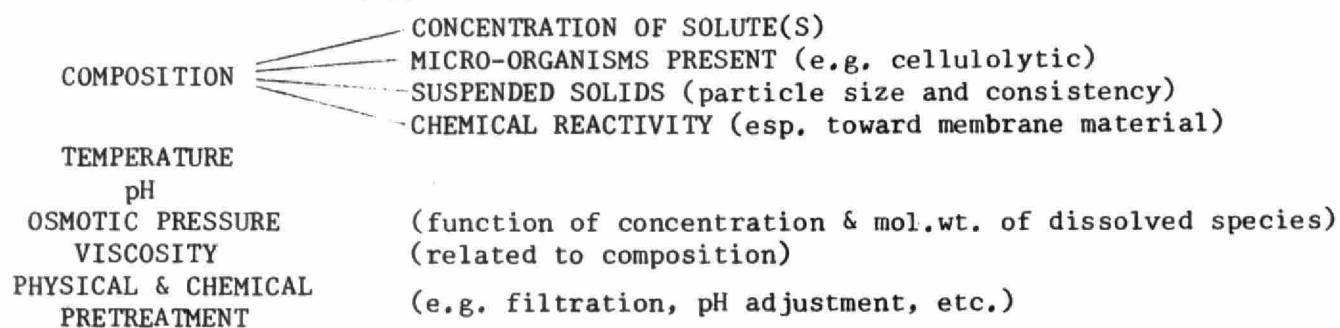 CONCENTRATION OF SOLUTE(S)
MICRO-ORGANISMS PRESENT (e.g. cellulolytic)
COMPOSITION
SUSPENDED SOLIDS (particle size and consistency)
CHEMICAL REACTIVITY (esp. toward membrane material)
TEMPERATURE
pH
OSMOTIC PRESSURE (function of concentration & mol.wt. of dissolved species)
VISCOSITY (related to composition)
PHYSICAL & CHEMICAL
PRETREATMENT
(e.g. filtration, pH adjustment, etc.)